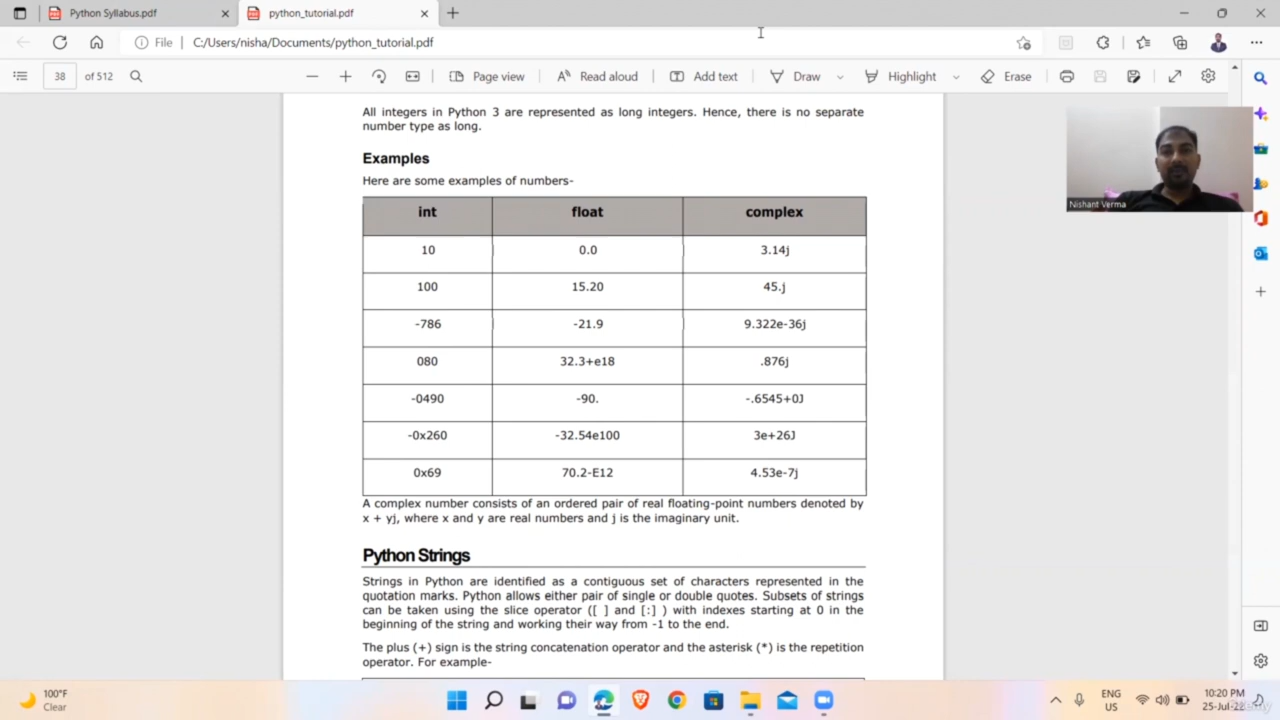 Python Syllabus.pdf
python_tutorial.pdf
File
C:/Users/nisha/Documents/python_tutorial.pdf
38 of 512
Page view
Read aloud
Add text
Draw
Highlight
Erase
All integers in Python 3 are represented as long integers. Hence, there is no separate
number type as long.
Examples
Here are some examples of numbers-
int float complex
10 0.0 3.14j
100 15.20 45.j
-786 -21.9 9.322e-36j
080 32.3+e18 .876j
-0490 -90. -.6545+0J
-0x260 -32.54e100 3e+26J
0x69 70.2-E12 4.53e-7j
A complex number consists of an ordered pair of real floating-point numbers denoted by
x + yj, where x and y are real numbers and j is the imaginary unit.
Python Strings
Strings in Python are identified as a contiguous set of characters represented in the
quotation marks. Python allows either pair of single or double quotes. Subsets of strings
can be taken using the slice operator ([ ] and [:] ) with indexes starting at 0 in the
beginning of the string and working their way from -1 to the end.
The plus (+) sign is the string concatenation operator and the asterisk (*) is the repetition
operator. For example-
Nishant Verma
100°F
Clear
ENG
US
10:20 PM
25-Jul-22